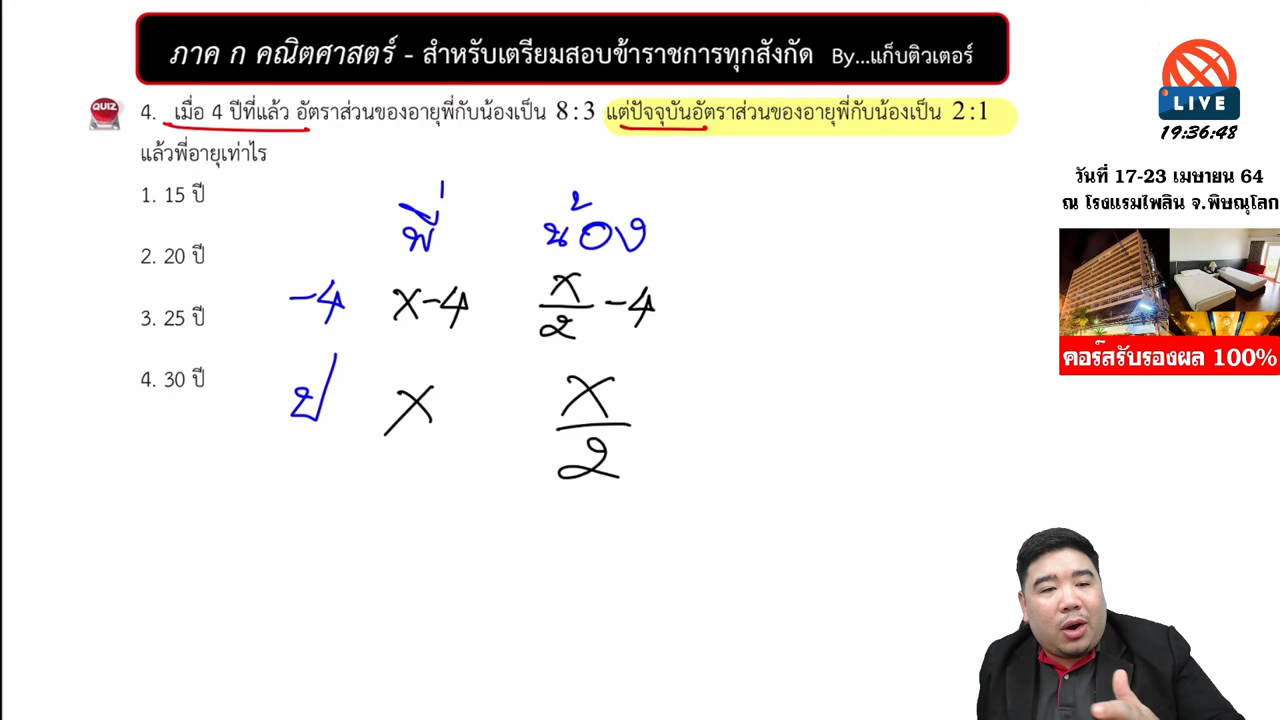 ภาค ก คณิตศาสตร์ - สำหรับเตรียมสอบข้าราชการทุกสังกัด By...แก็บติวเตอร์
QUIZ
4. เมื่อ 4 ปีที่แล้ว อัตราส่วนของอายุพี่กับน้องเป็น 8:3 แต่ปัจจุบันอัตราส่วนของอายุพี่กับน้องเป็น 2:1
แล้วพี่อายุเท่าไร
1. 15 ปี
2. 20 ปี
3. 25 ปี
4. 30 ปี
พี่ น้อง
-4 x-4 x/2 -4
ป x x/2
LIVE
19:36:48
วันที่ 17-23 เมษายน 64
ณ โรงแรมไพลิน จ.พิษณุโลก
คอร์สรับรองผล 100%